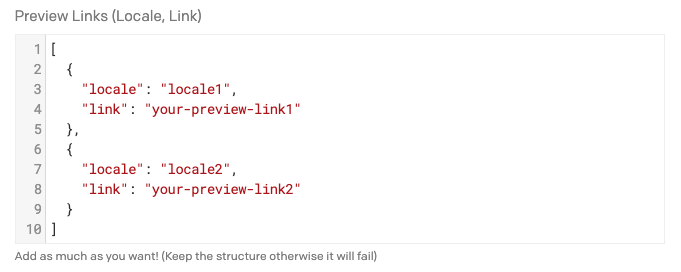 Preview Links (Locale, Link)
1 [
2   {
3     "locale": "locale1",
4     "link": "your-preview-link1"
5   },
6   {
7     "locale": "locale2",
8     "link": "your-preview-link2"
9   }
10 ]
Add as much as you want! (Keep the structure otherwise it will fail)